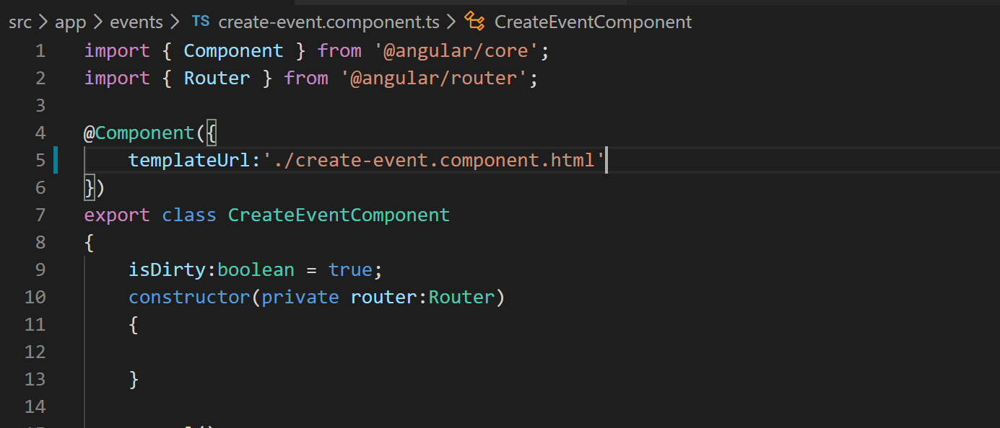 src > app > events > TS create-event.component.ts > CreateEventComponent
1 import { Component } from '@angular/core';
2 import { Router } from '@angular/router';
3
4 @Component({
5 templateUrl:'./create-event.component.html'
6 })
7 export class CreateEventComponent
8 {
9 isDirty:boolean = true;
10 constructor(private router:Router)
11 {
12
13 }
14